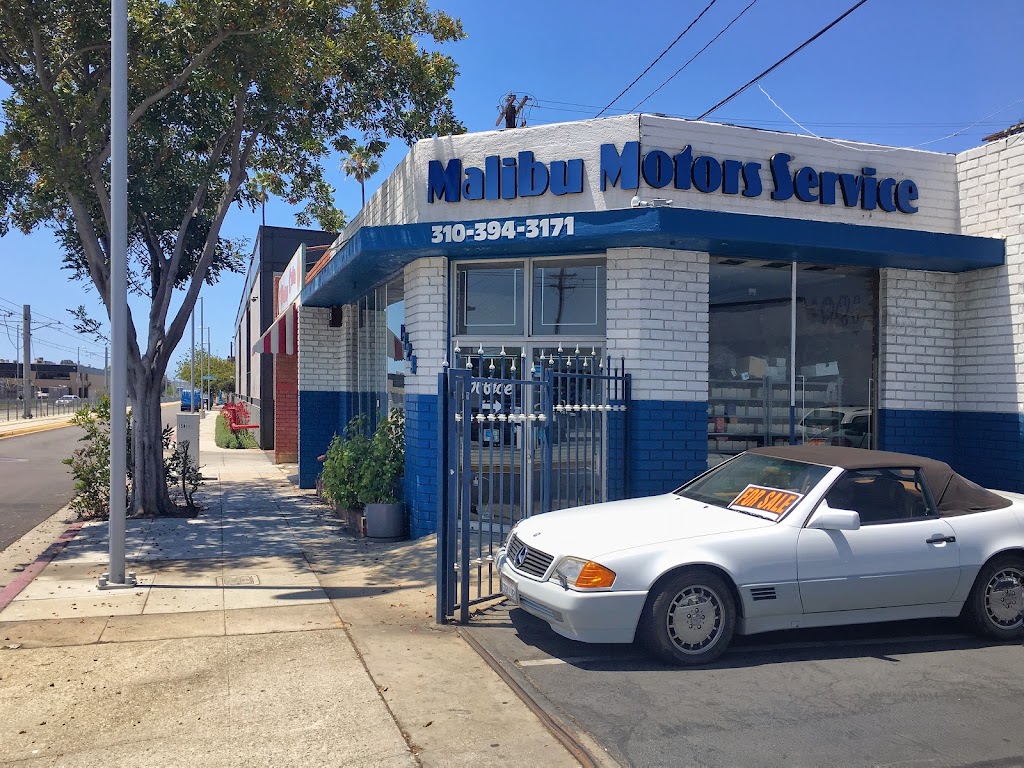 Malibu Motors Service
310-394-3171
FOR SALE